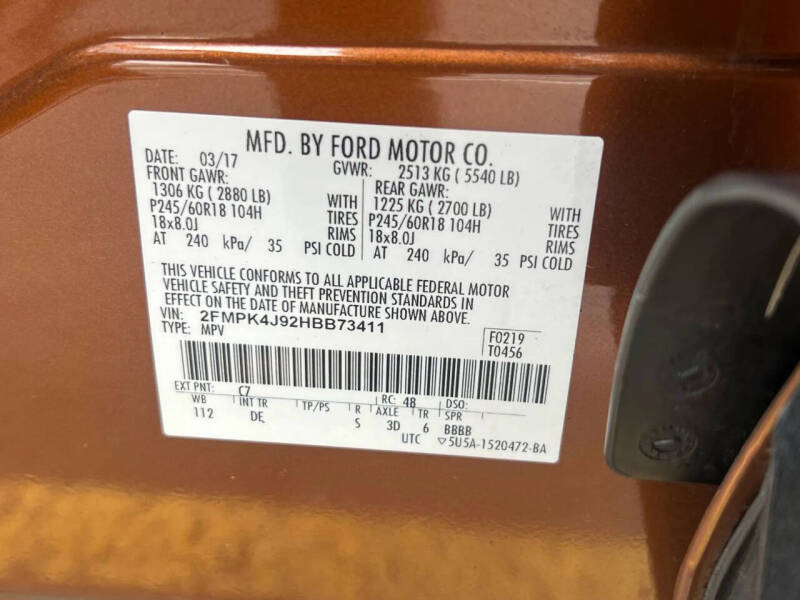 MFD. BY FORD MOTOR CO.
DATE: 03/17 GVWR: 2513 KG ( 5540 LB)
FRONT GAWR: REAR GAWR:
1306 KG ( 2880 LB) WITH 1225 KG ( 2700 LB) WITH
P245/60R18 104H TIRES P245/60R18 104H TIRES
18x8.0J RIMS 18x8.0J RIMS
AT 240 kPa/ 35 PSI COLD AT 240 kPa/ 35 PSI COLD
THIS VEHICLE CONFORMS TO ALL APPLICABLE FEDERAL MOTOR
VEHICLE SAFETY AND THEFT PREVENTION STANDARDS IN
EFFECT ON THE DATE OF MANUFACTURE SHOWN ABOVE.
VIN: 2FMPK4J92HBB73411
TYPE: MPV
F0219
T0456
EXT PNT: C7 RC: 48 DSO:
WB INT TR TP/PS R AXLE TR SPR
112 DE S 3D 6 BBBB
UTC ▽5U5A-1520472-BA